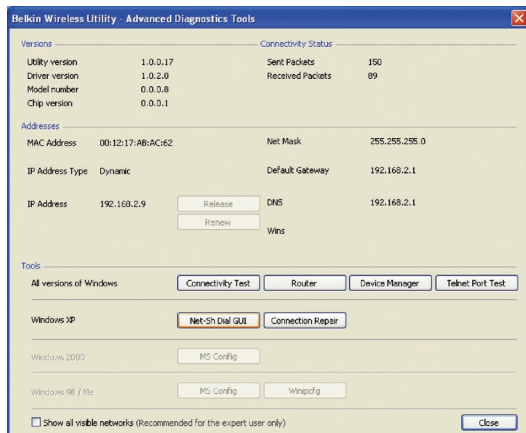 Belkin Wireless Utility - Advanced Diagnostics Tools
Versions
Utility version 1.0.0.17
Driver version 1.0.2.0
Model number 0.0.0.8
Chip version 0.0.0.1
Connectivity Status
Sent Packets 150
Received Packets 89
Addresses
MAC Address 00:12:17:AB:AC:62
Net Mask 255.255.255.0
IP Address Type Dynamic
Default Gateway 192.168.2.1
IP Address 192.168.2.9
Release
Renew
DNS 192.168.2.1
Wins
Tools
All versions of Windows Connectivity Test Router Device Manager Telnet Port Test
Windows XP Net-Sh Dial GUI Connection Repair
Windows 2000 MS Config
Windows 98 / Me MS Config Winipcfg
Show all visible networks (Recommended for the expert user only) Close